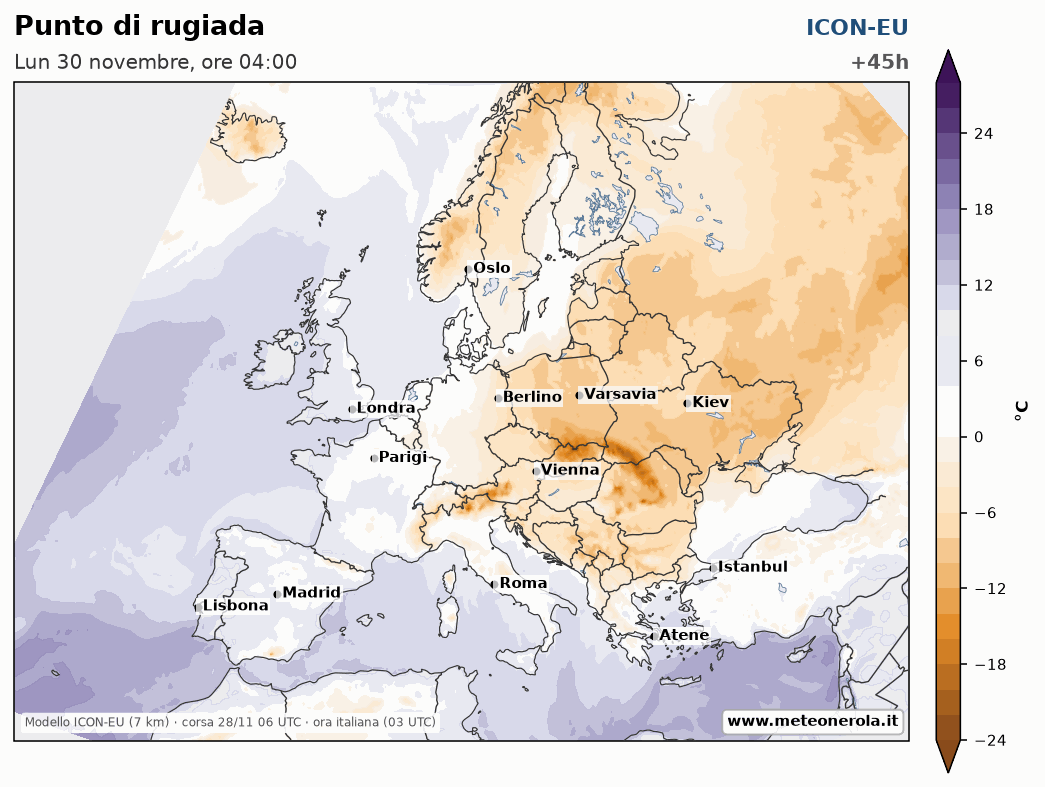 Punto di rugiada
ICON-EU
Lun 30 novembre, ore 04:00
+45h
24
18
12
6
0
−6
−12
−18
−24
°C
Oslo
Berlino
Varsavia
Kiev
Londra
Parigi
Vienna
Istanbul
Roma
Madrid
Lisbona
Atene
Modello ICON-EU (7 km) · corsa 28/11 06 UTC · ora italiana (03 UTC)
www.meteonerola.it